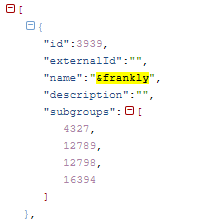 [
{
"id":3939,
"externalId":"",
"name":"&frankly",
"description":"",
"subgroups":[
4327,
12789,
12798,
16394
]
},